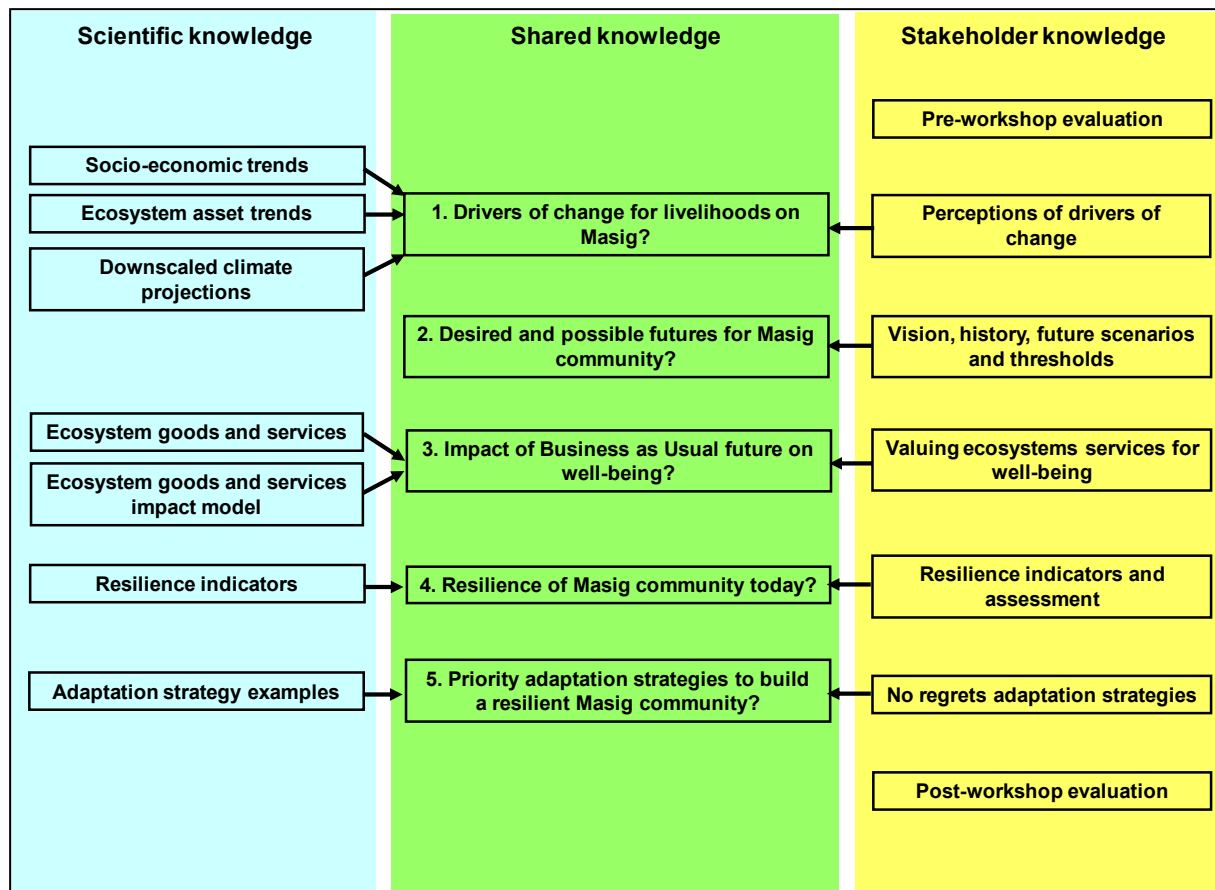 Scientific knowledge
Shared knowledge
Stakeholder knowledge
Pre-workshop evaluation
Socio-economic trends
Ecosystem asset trends
Downscaled climate
projections
1. Drivers of change for livelihoods on
Masig?
Perceptions of drivers of
change
2. Desired and possible futures for Masig
community?
Vision, history, future scenarios
and thresholds
Ecosystem goods and services
Ecosystem goods and services
impact model
3. Impact of Business as Usual future on
well-being?
Valuing ecosystems services for
well-being
Resilience indicators
4. Resilience of Masig community today?
Resilience indicators and
assessment
Adaptation strategy examples
5. Priority adaptation strategies to build
a resilient Masig community?
No regrets adaptation strategies
Post-workshop evaluation